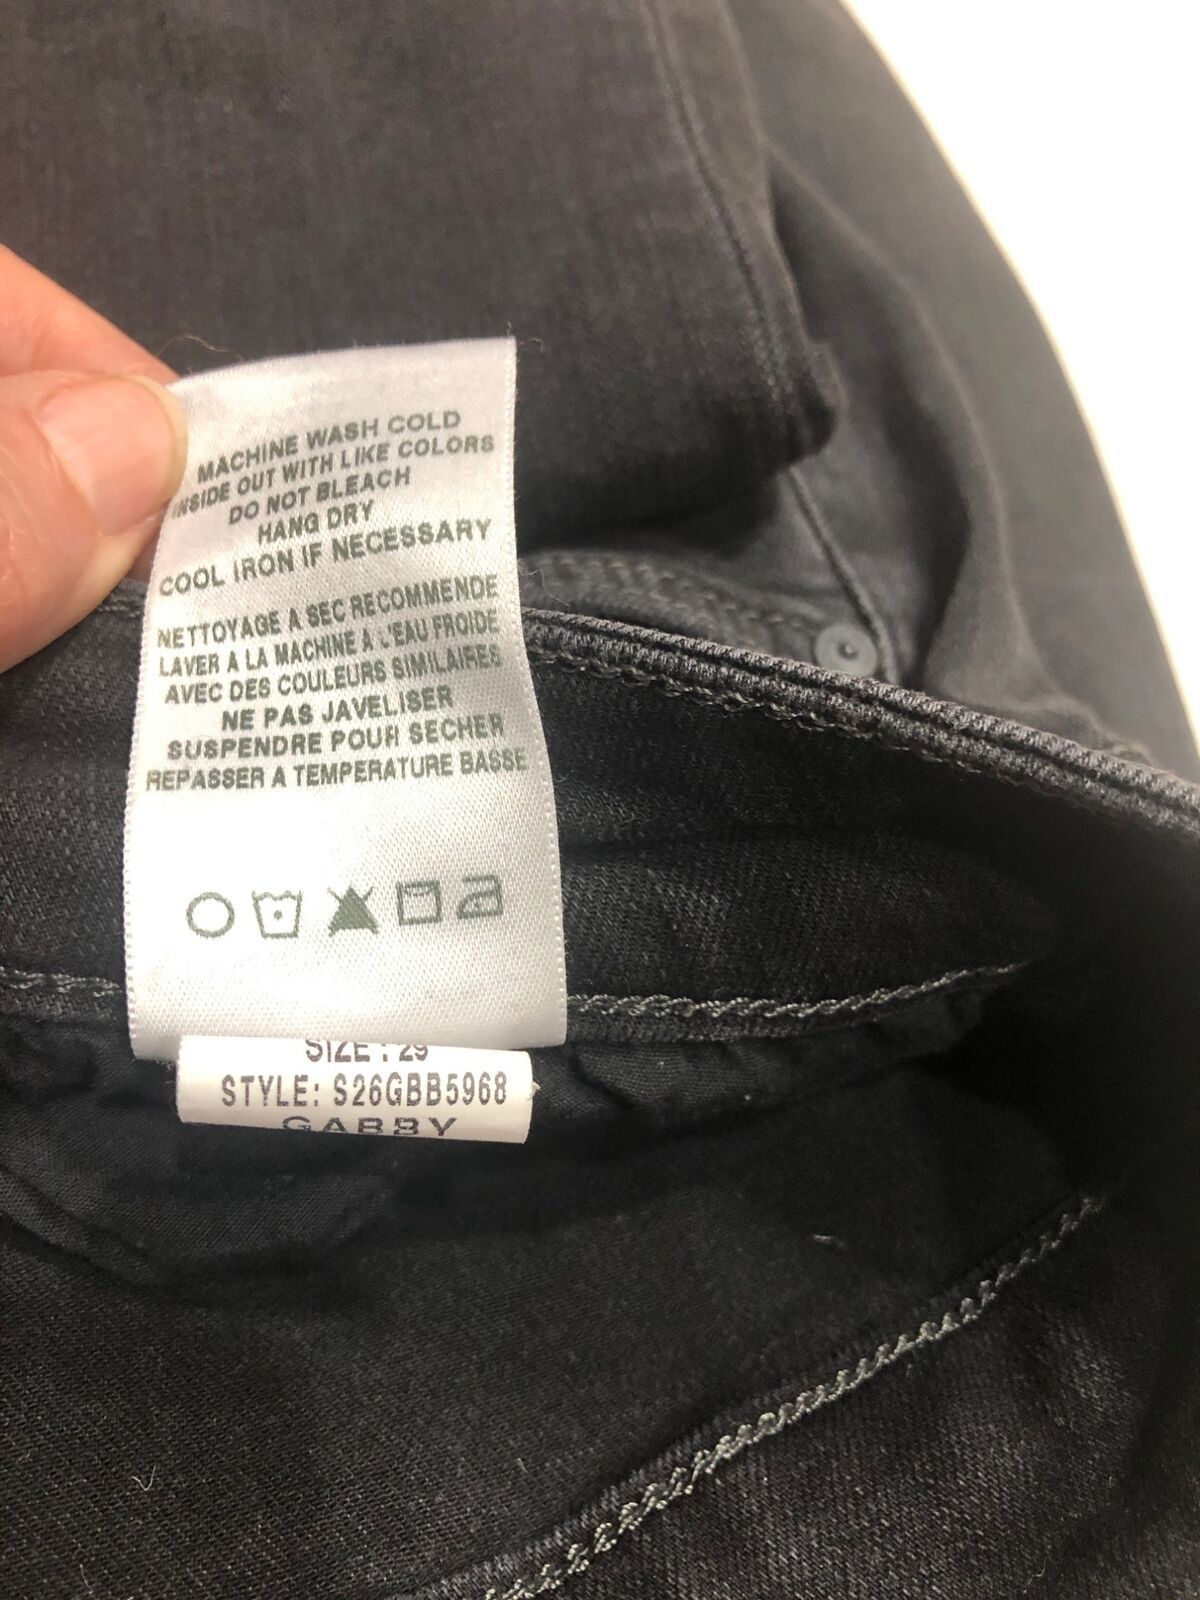 MACHINE WASH COLD
INSIDE OUT WITH LIKE COLORS
DO NOT BLEACH
HANG DRY
COOL IRON IF NECESSARY
NETTOYAGE A SEC RECOMMENDE
LAVER A LA MACHINE A L'EAU FROIDE
AVEC DES COULEURS SIMILAIRES
NE PAS JAVELISER
SUSPENDRE POUR SECHER
REPASSER A TEMPERATURE BASSE
SIZE : 29
STYLE: S26GBB5968
GABBY